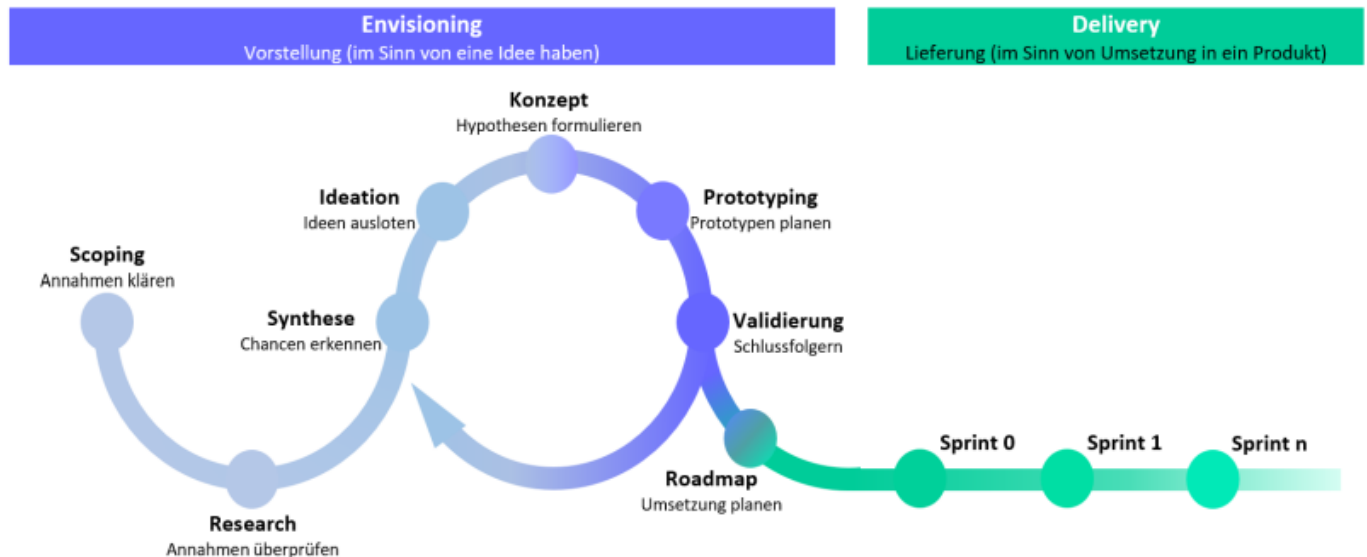 Envisioning
Vorstellung (im Sinn von eine Idee haben)
Delivery
Lieferung (im Sinn von Umsetzung in ein Produkt)
Scoping
Annahmen klären
Research
Annahmen überprüfen
Synthese
Chancen erkennen
Ideation
Ideen ausloten
Konzept
Hypothesen formulieren
Prototyping
Prototypen planen
Validierung
Schlussfolgern
Roadmap
Umsetzung planen
Sprint 0
Sprint 1
Sprint n